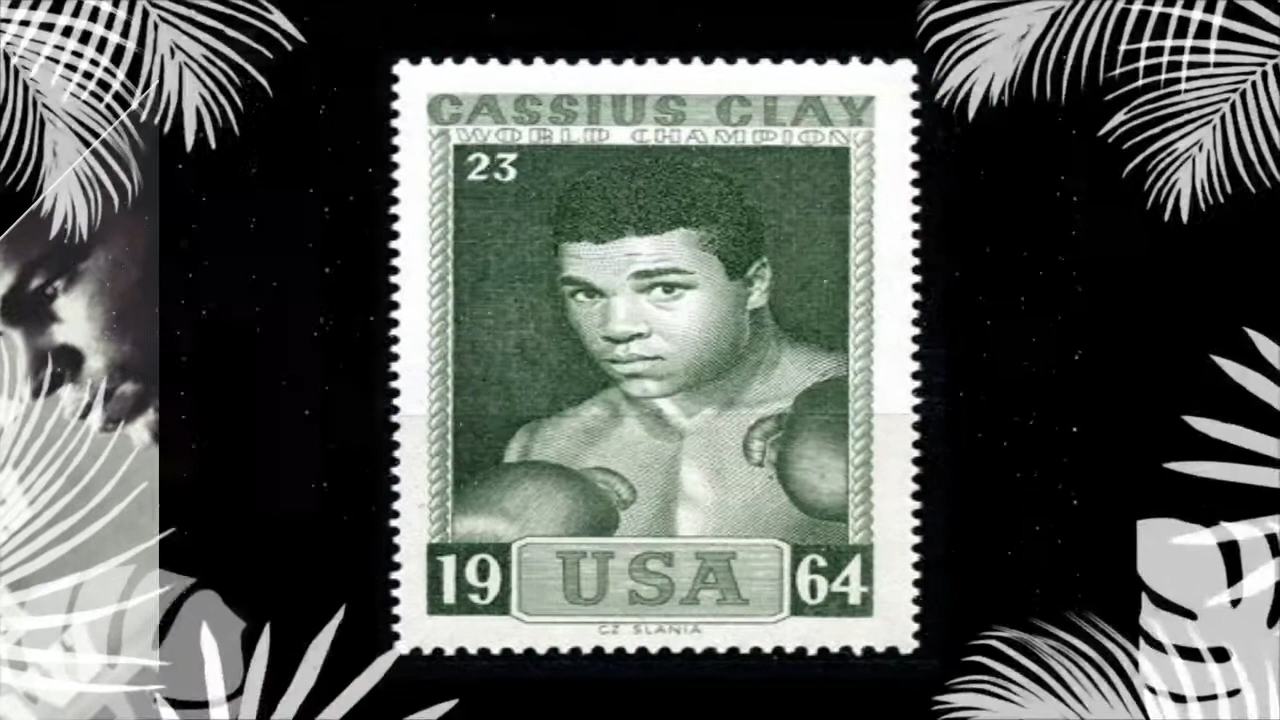 CASSIUS CLAY
WORLD CHAMPION
23
19 USA 64
CZ SLANIA